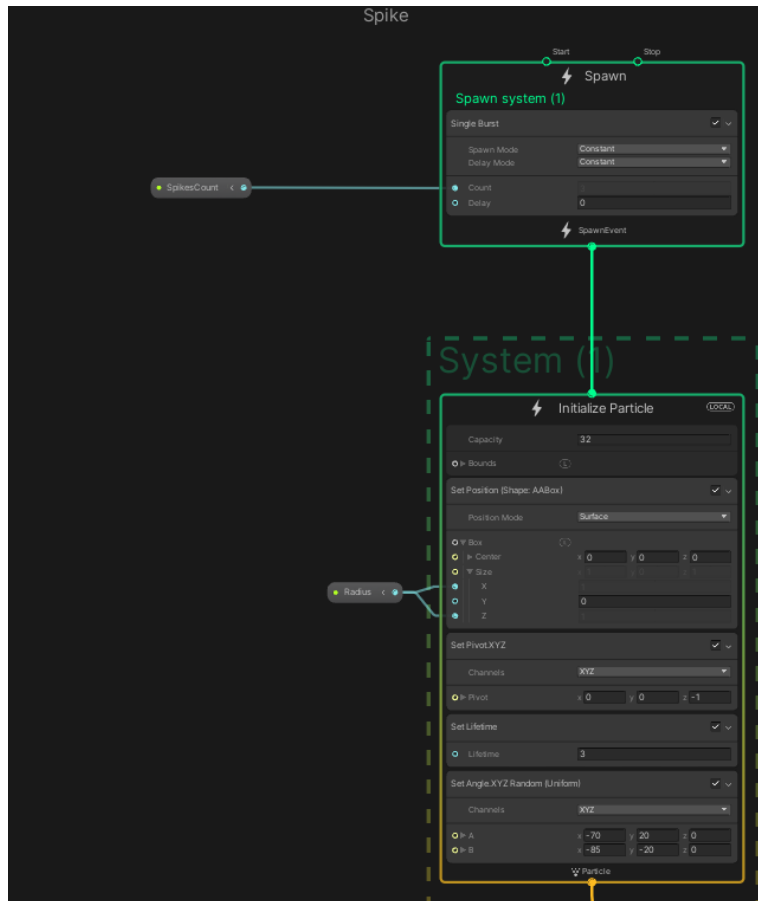 Spike
Start Stop
Spawn
Spawn system (1)
Single Burst
Spawn Mode Constant
Delay Mode Constant
SpikesCount
Count
Delay 0
SpawnEvent
System (1)
Initialize Particle LOCAL
Capacity 32
Bounds L
Set Position (Shape: AABox)
Position Mode Surface
Box
Center x 0 y 0 z 0
Size
Radius
X
Y 0
Z
Set Pivot.XYZ
Channels XYZ
Pivot x 0 y 0 z -1
Set Lifetime
Lifetime 3
Set Angle.XYZ Random (Uniform)
Channels XYZ
A x -70 y 20 z 0
B x -85 y -20 z 0
Particle